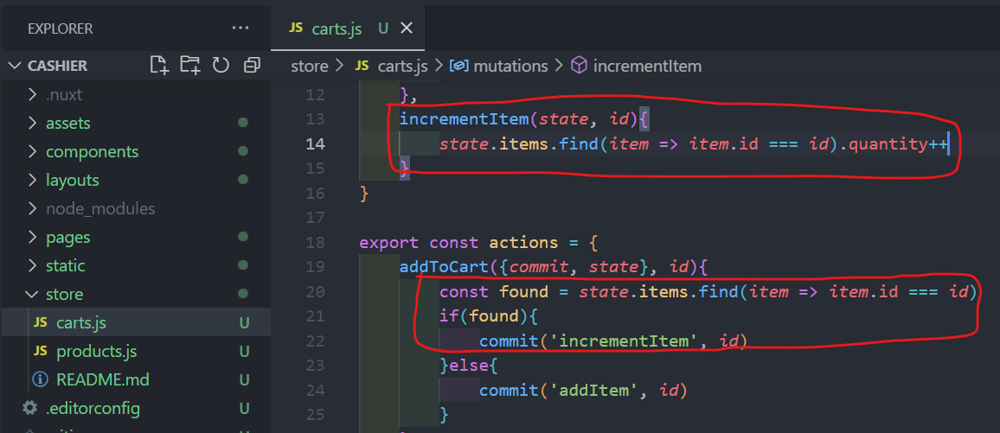 EXPLORER ...
JS carts.js U
CASHIER
store > JS carts.js > mutations > incrementItem
.nuxt
assets
components
layouts
node_modules
pages
static
store
JS carts.js U
JS products.js U
README.md U
.editorconfig U
12 },
13 incrementItem(state, id){
14 state.items.find(item => item.id === id).quantity++
15 }
16 }
17
18 export const actions = {
19 addToCart({commit, state}, id){
20 const found = state.items.find(item => item.id === id)
21 if(found){
22 commit('incrementItem', id)
23 }else{
24 commit('addItem', id)
25 }